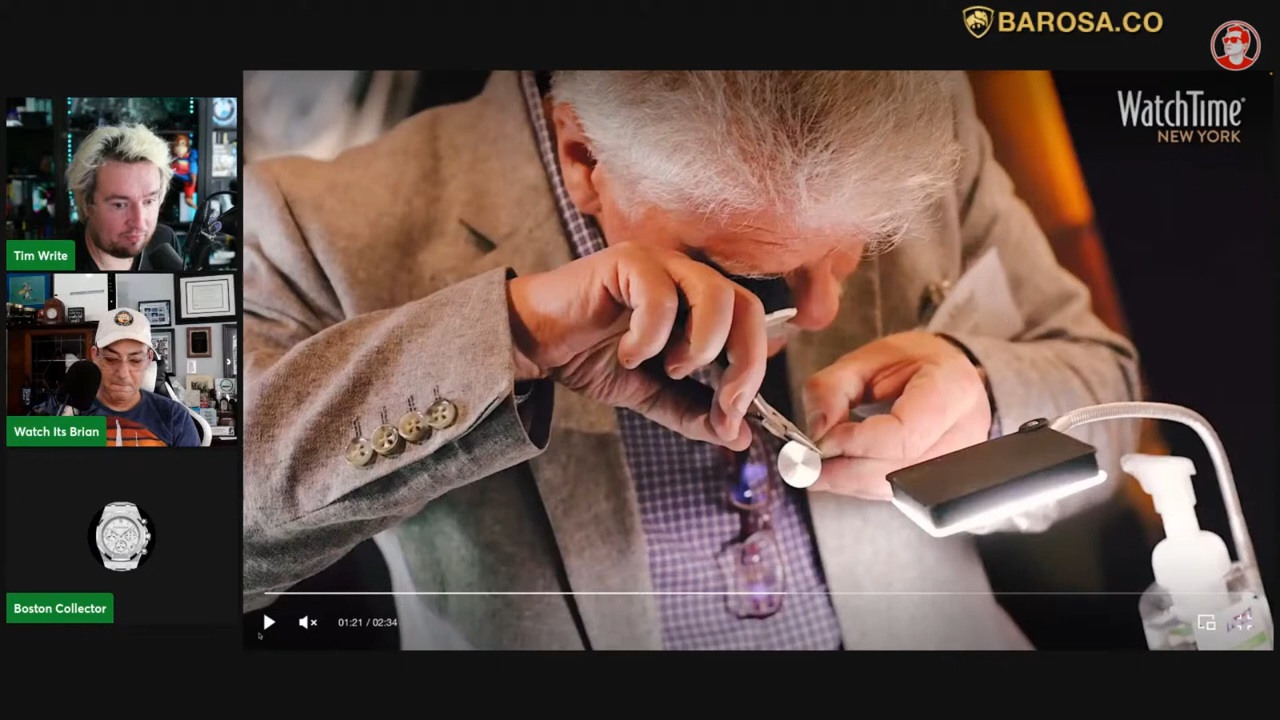 BAROSA.CO
WatchTime
NEW YORK
Tim Write
Watch Its Brian
Boston Collector
01:21 / 02:34